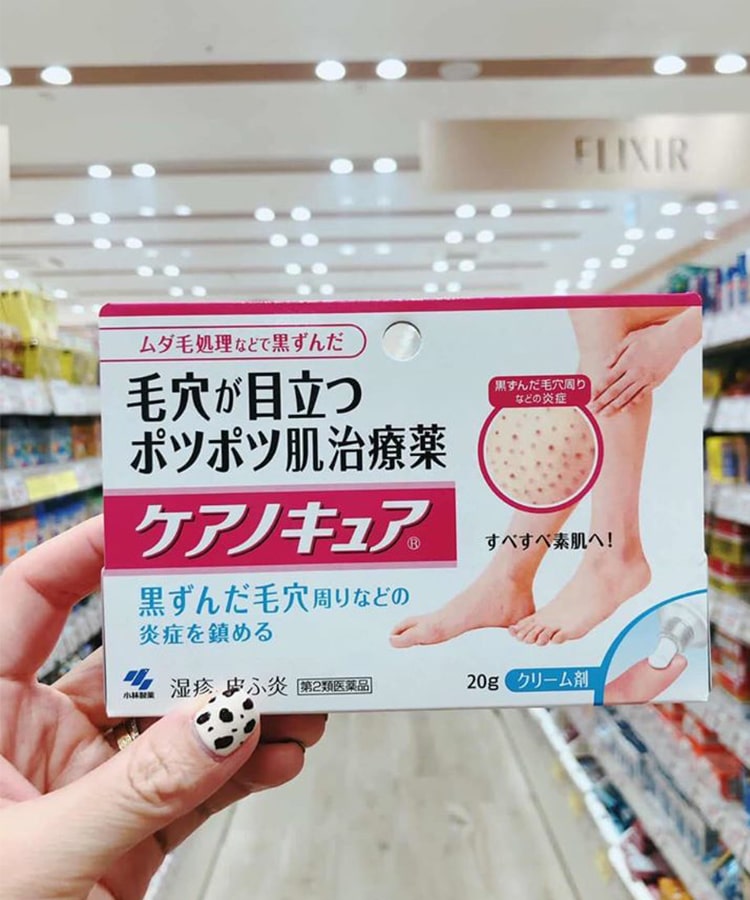 ELIXIR
ムダ毛処理などで黒ずんだ
毛穴が目立つ
ポツポツ肌治療薬
ケアノキュア®
黒ずんだ毛穴周りなどの
炎症を鎮める
黒ずんだ毛穴周り
などの炎症
すべすべ素肌へ!
小林製薬
湿疹 皮ふ炎 第2類医薬品
20g クリーム剤